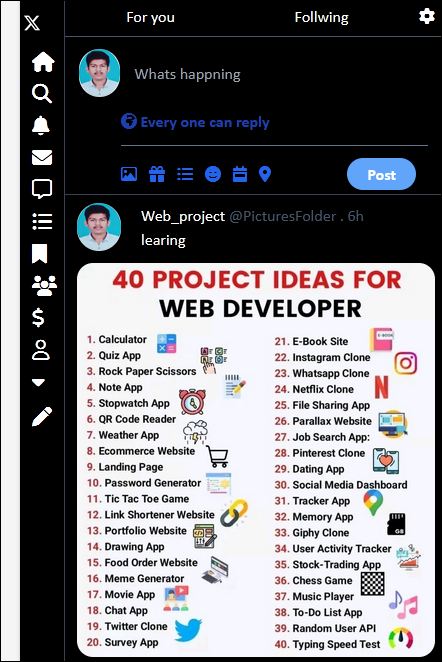 For you Follwing
Whats happning
Every one can reply
Post
Web_project @PicturesFolder . 6h
learing
40 PROJECT IDEAS FOR
WEB DEVELOPER
1. Calculator
2. Quiz App
3. Rock Paper Scissors
4. Note App
5. Stopwatch App
6. QR Code Reader
7. Weather App
8. Ecommerce Website
9. Landing Page
10. Password Generator
11. Tic Tac Toe Game
12. Link Shortener Website
13. Portfolio Website
14. Drawing App
15. Food Order Website
16. Meme Generator
17. Movie App
18. Chat App
19. Twitter Clone
20. Survey App
21. E-Book Site
22. Instagram Clone
23. Whatsapp Clone
24. Netflix Clone
25. File Sharing App
26. Parallax Website
27. Job Search App:
28. Pinterest Clone
29. Dating App
30. Social Media Dashboard
31. Tracker App
32. Memory App
33. Giphy Clone
34. User Activity Tracker
35. Stock-Trading App
36. Chess Game
37. Music Player
38. To-Do List App
39. Random User API
40. Typing Speed Test